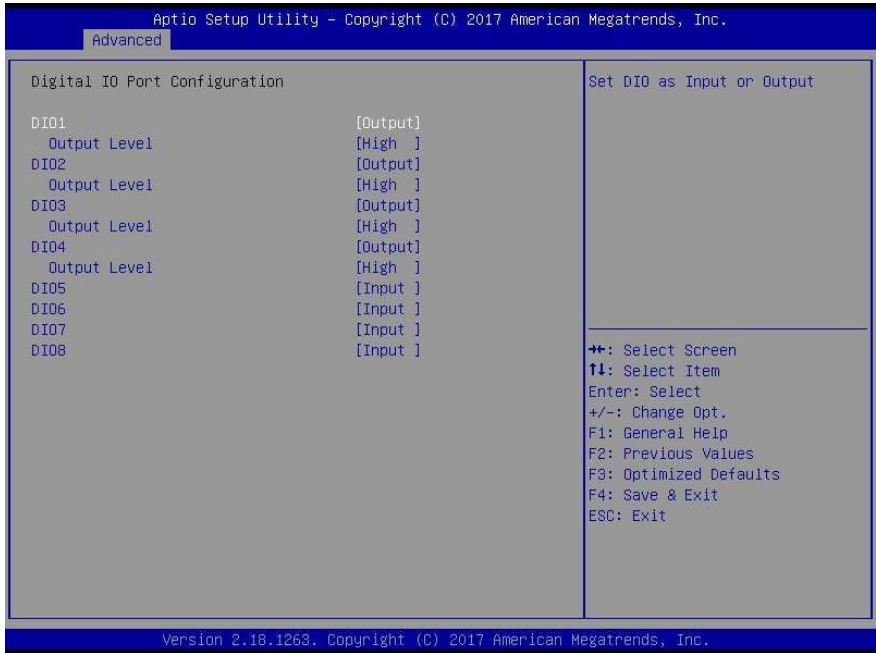 Aptio Setup Utility – Copyright (C) 2017 American Megatrends, Inc.
Advanced
Digital IO Port Configuration
DIO1 [Output]
Output Level [High ]
DIO2 [Output]
Output Level [High ]
DIO3 [Output]
Output Level [High ]
DIO4 [Output]
Output Level [High ]
DIO5 [Input ]
DIO6 [Input ]
DIO7 [Input ]
DIO8 [Input ]
Set DIO as Input or Output
→←: Select Screen
↑↓: Select Item
Enter: Select
+/-: Change Opt.
F1: General Help
F2: Previous Values
F3: Optimized Defaults
F4: Save & Exit
ESC: Exit
Version 2.18.1263. Copyright (C) 2017 American Megatrends, Inc.